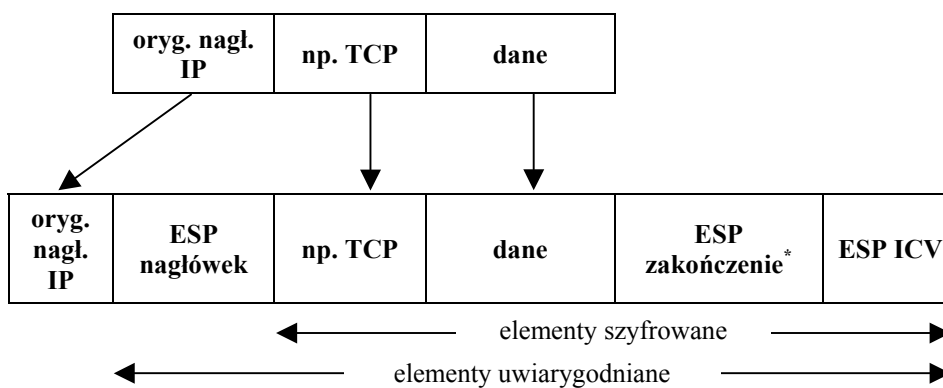 oryg. nagł.
IP
np. TCP
dane
oryg.
nagł.
IP
ESP
nagłówek
np. TCP
dane
ESP
zakończenie*
ESP ICV
elementy szyfrowane
elementy uwiarygodniane